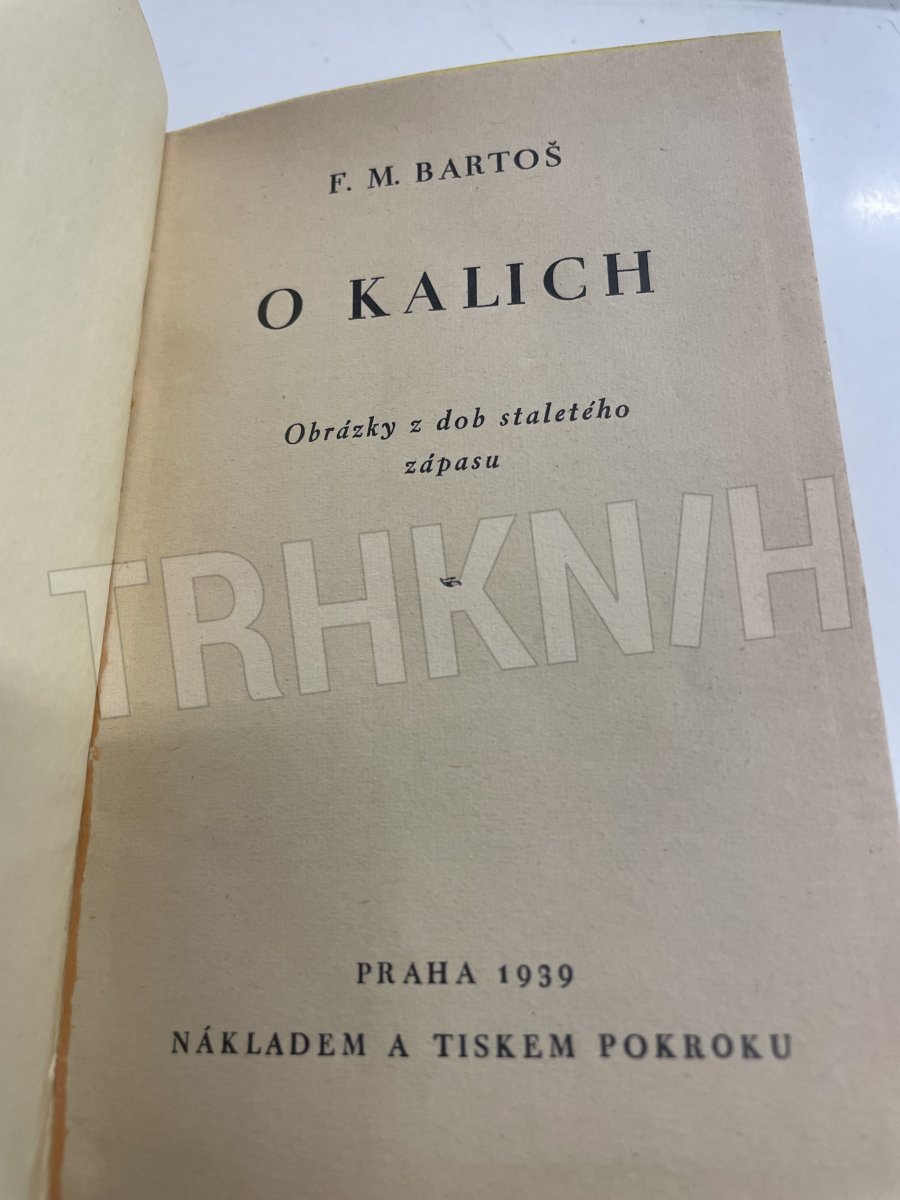 F. M. BARTOŠ
O KALICH
Obrázky z dob staletého
zápasu
TRHKNIH
PRAHA 1939
NÁKLADEM A TISKEM POKROKU